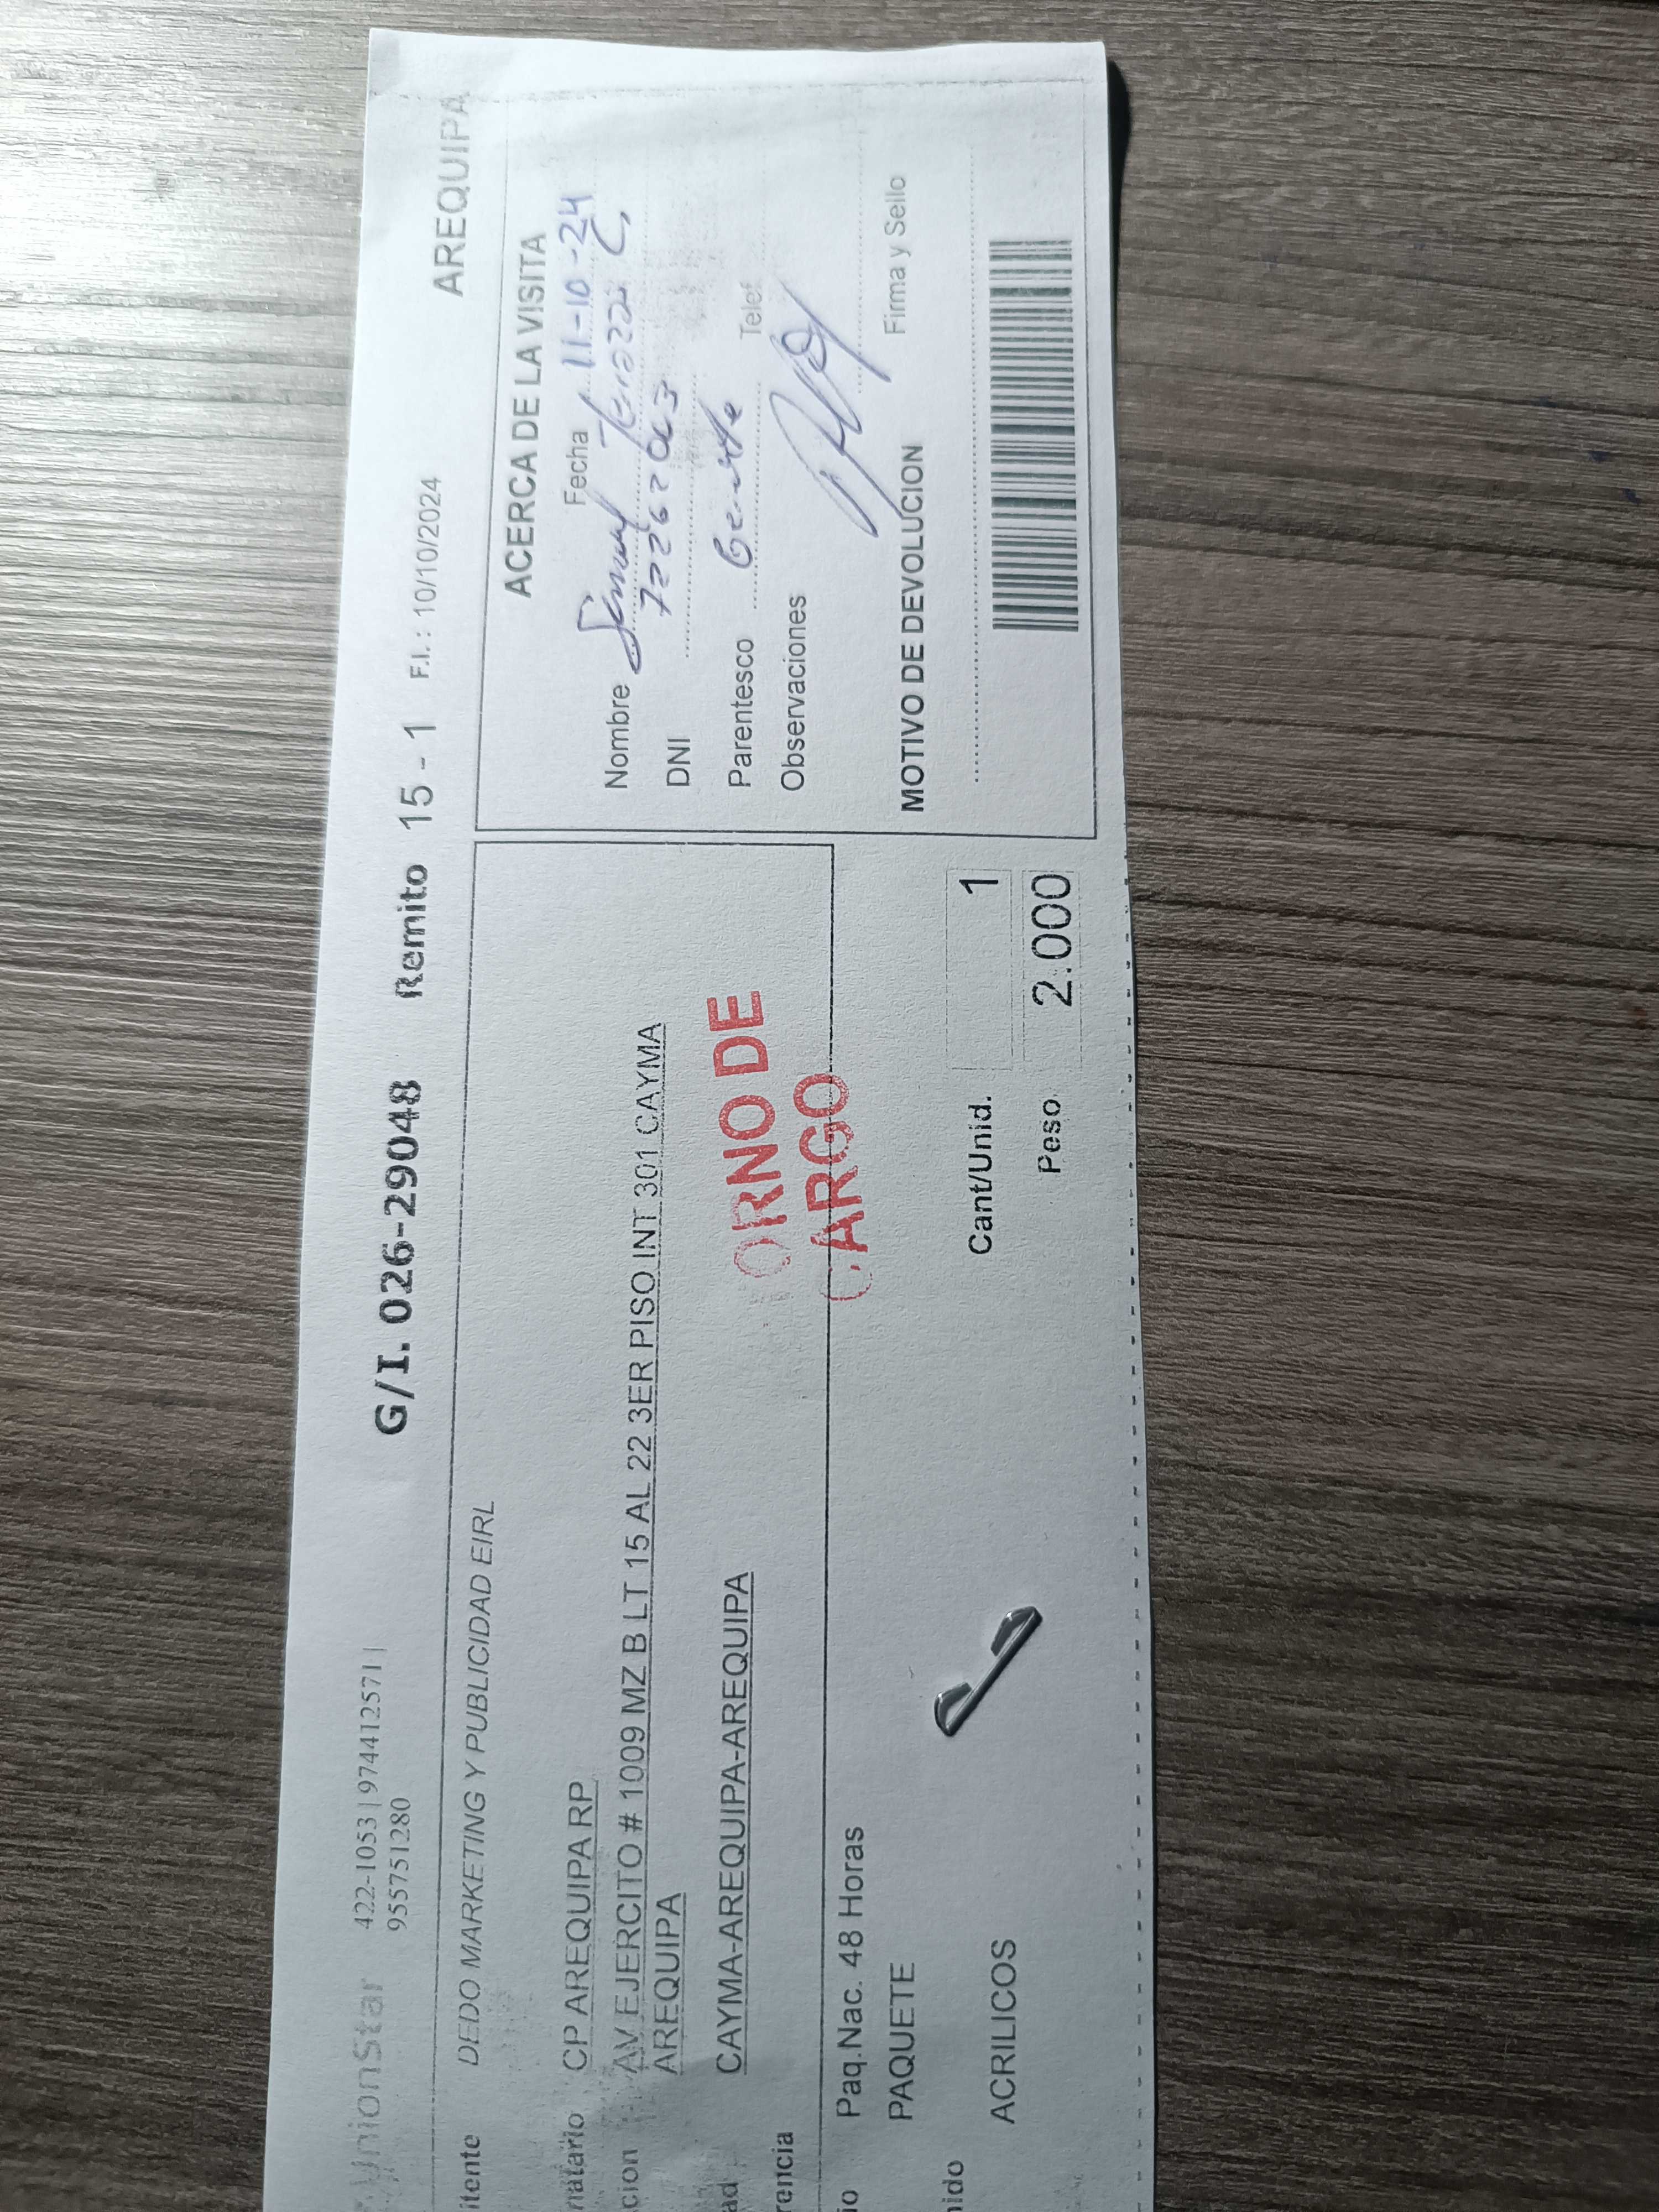 UnionStar 422-1053 | 974412571 |
955751280
G/I. 026-29048 Remito 15 - 1 F.I.: 10/10/2024 AREQUIPA
itente DEDO MARKETING Y PUBLICIDAD EIRL
natario CP AREQUIPA RP
cion AV EJERCITO # 1009 MZ B LT 15 AL 22 3ER PISO INT 301 CAYMA
AREQUIPA
ad CAYMA-AREQUIPA-AREQUIPA
rencia
ORNO DE
CARGO
io Paq.Nac. 48 Horas
PAQUETE
nido ACRILICOS
Cant/Unid. 1
Peso 2.000
ACERCA DE LA VISITA
Fecha 11-10-24
Nombre C.
DNI 72262063
Parentesco Gerente Telef
Observaciones
Firma y Sello
MOTIVO DE DEVOLUCION